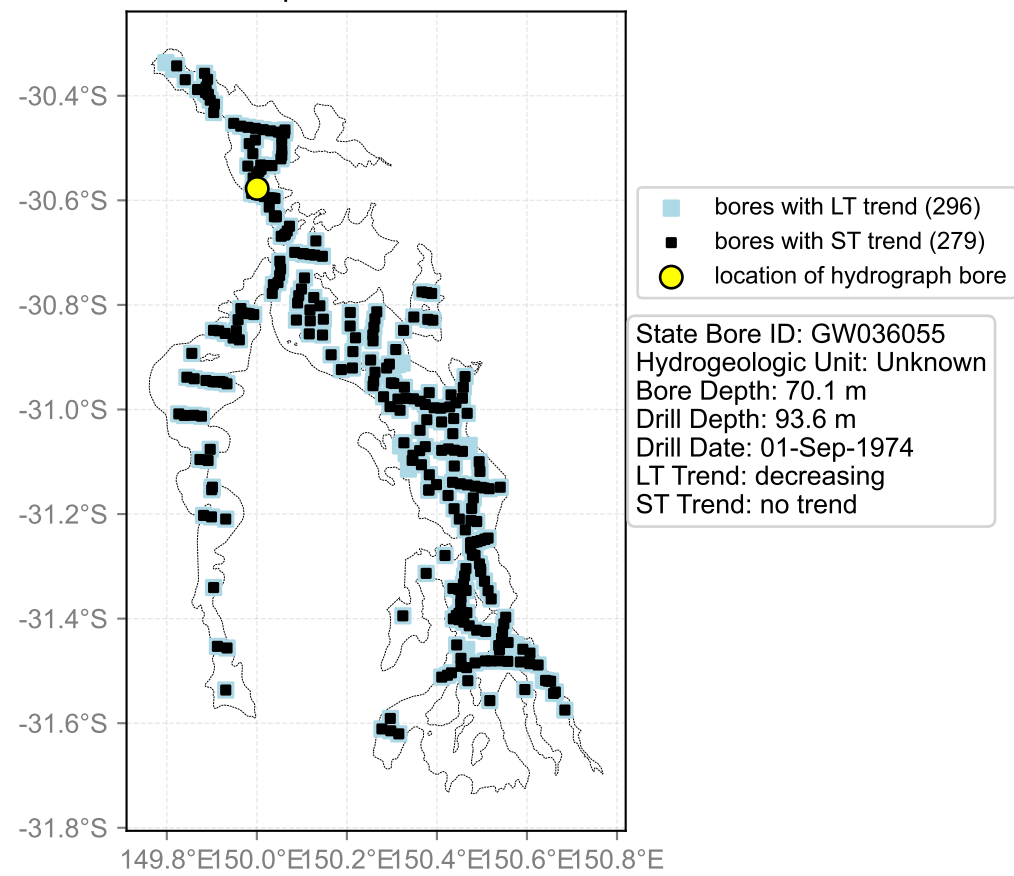 -30.4°S
-30.6°S
-30.8°S
-31.0°S
-31.2°S
-31.4°S
-31.6°S
-31.8°S
149.8°E150.0°E150.2°E150.4°E150.6°E150.8°E
bores with LT trend (296)
bores with ST trend (279)
location of hydrograph bore
State Bore ID: GW036055
Hydrogeologic Unit: Unknown
Bore Depth: 70.1 m
Drill Depth: 93.6 m
Drill Date: 01-Sep-1974
LT Trend: decreasing
ST Trend: no trend